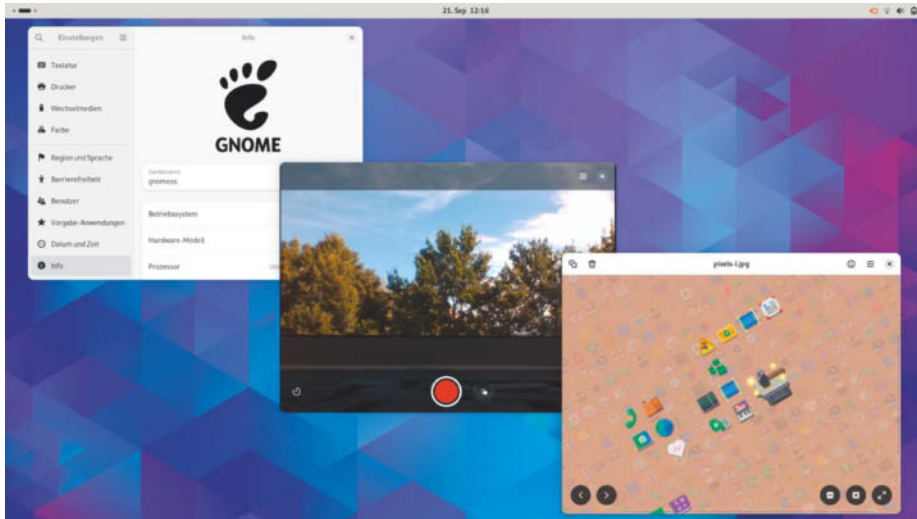 21. Sep 12:16
Einstellungen
Info
Tastatur
Drucker
Wechselmedien
Farbe
Region und Sprache
Barrierefreiheit
Benutzer
Vorgabe-Anwendungen
Datum und Zeit
Info
GNOME
Gerätename
gnomeos
Betriebssystem
Hardware-Modell
Prozessor
pixels-l.jpg